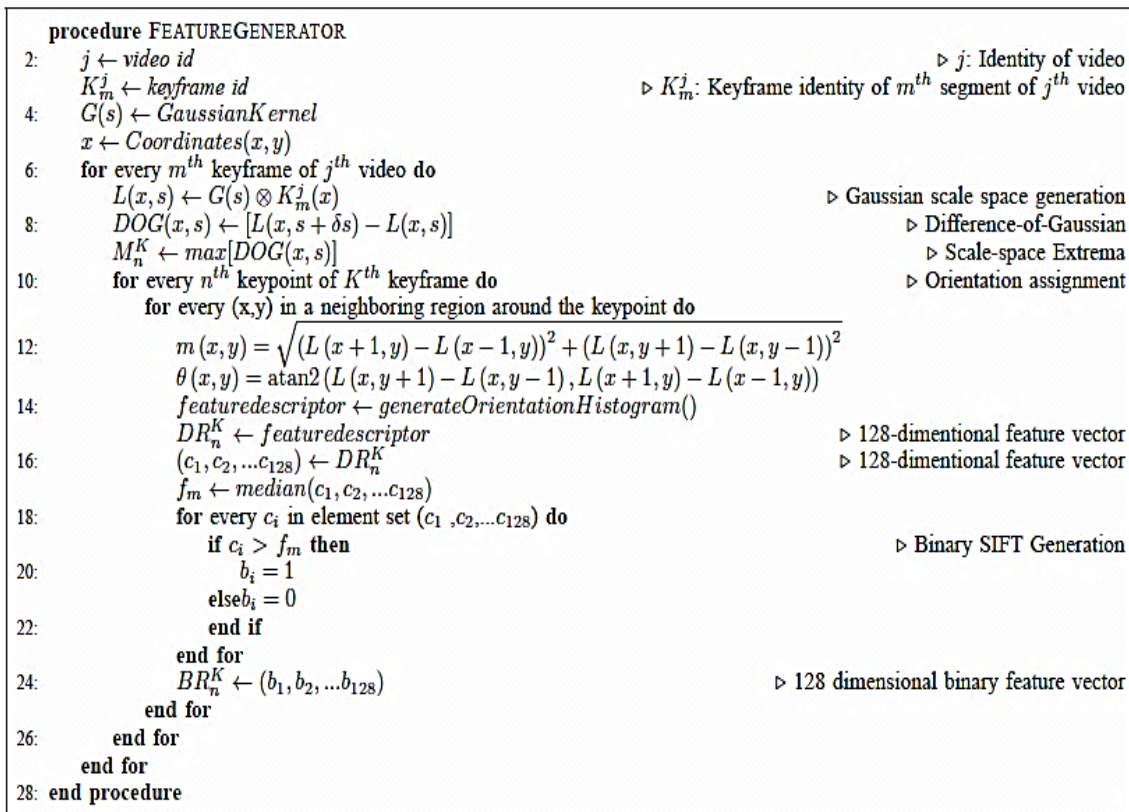 procedure FEATUREGENERATOR
2: j ← video id ▷ j: Identity of video
K_m^j ← keyframe id ▷ K_m^j: Keyframe identity of m^th segment of j^th video
4: G(s) ← GaussianKernel
x ← Coordinates(x, y)
6: for every m^th keyframe of j^th video do
L(x, s) ← G(s) ⊗ K_m^j(x) ▷ Gaussian scale space generation
8: DOG(x, s) ← [L(x, s + δs) − L(x, s)] ▷ Difference-of-Gaussian
M_n^K ← max[DOG(x, s)] ▷ Scale-space Extrema
10: for every n^th keypoint of K^th keyframe do ▷ Orientation assignment
for every (x,y) in a neighboring region around the keypoint do
12: m (x, y) = √((L (x + 1, y) − L (x − 1, y))^2 + (L (x, y + 1) − L (x, y − 1))^2)
θ (x, y) = atan2 (L (x, y + 1) − L (x, y − 1) , L (x + 1, y) − L (x − 1, y))
14: featuredescriptor ← generateOrientationHistogram()
DR_n^K ← featuredescriptor ▷ 128-dimentional feature vector
16: (c_1, c_2, ...c_128) ← DR_n^K ▷ 128-dimentional feature vector
f_m ← median(c_1, c_2, ...c_128)
18: for every c_i in element set (c_1 ,c_2,...c_128) do
if c_i > f_m then ▷ Binary SIFT Generation
20: b_i = 1
elseb_i = 0
22: end if
end for
24: BR_n^K ← (b_1, b_2, ...b_128) ▷ 128 dimensional binary feature vector
end for
26: end for
end for
28: end procedure